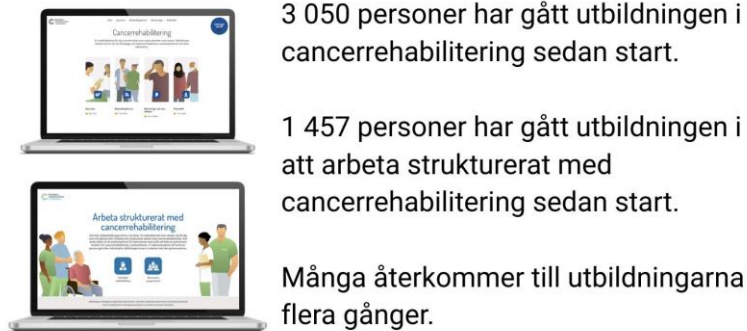 Cancerrehabilitering
Arbeta strukturerat med
cancerrehabilitering
3 050 personer har gått utbildningen i
cancerrehabilitering sedan start.
1 457 personer har gått utbildningen i
att arbeta strukturerat med
cancerrehabilitering sedan start.
Många återkommer till utbildningarna
flera gånger.